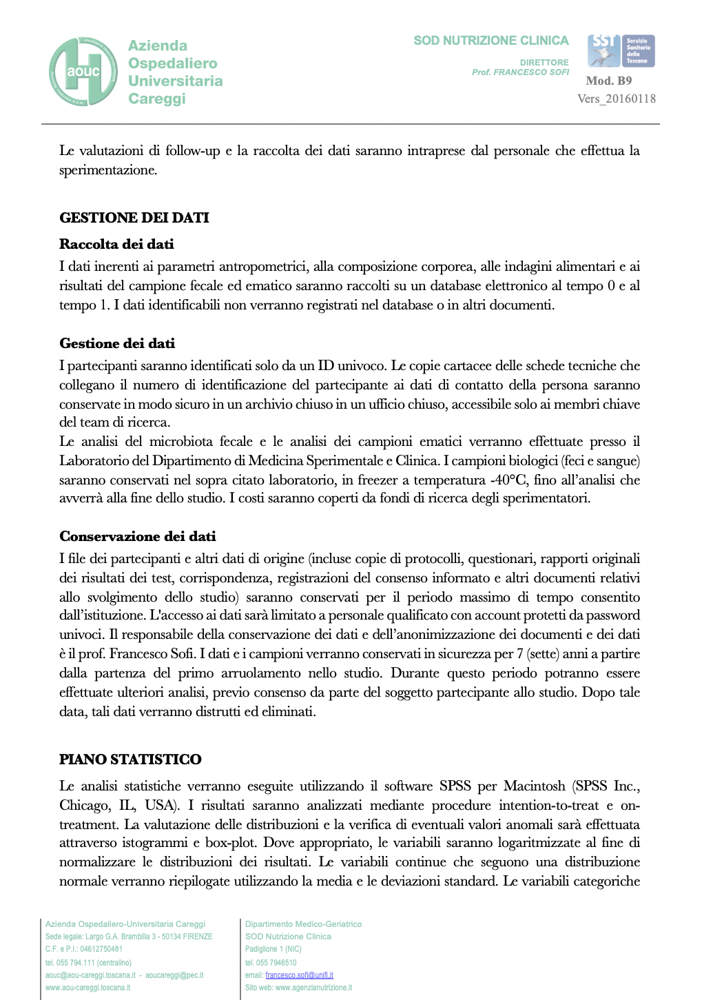 Azienda
Ospedaliero
Universitaria
Careggi
aouc
SOD NUTRIZIONE CLINICA
DIRETTORE
Prof. FRANCESCO SOFI
SST
Servizio
Sanitario
della
Toscana
Mod. B9
Vers_20160118
Le valutazioni di follow-up e la raccolta dei dati saranno intraprese dal personale che effettua la
sperimentazione.
GESTIONE DEI DATI
Raccolta dei dati
I dati inerenti ai parametri antropometrici, alla composizione corporea, alle indagini alimentari e ai
risultati del campione fecale ed ematico saranno raccolti su un database elettronico al tempo 0 e al
tempo 1. I dati identificabili non verranno registrati nel database o in altri documenti.
Gestione dei dati
I partecipanti saranno identificati solo da un ID univoco. Le copie cartacee delle schede tecniche che
collegano il numero di identificazione del partecipante ai dati di contatto della persona saranno
conservate in modo sicuro in un archivio chiuso in un ufficio chiuso, accessibile solo ai membri chiave
del team di ricerca.
Le analisi del microbiota fecale e le analisi dei campioni ematici verranno effettuate presso il
Laboratorio del Dipartimento di Medicina Sperimentale e Clinica. I campioni biologici (feci e sangue)
saranno conservati nel sopra citato laboratorio, in freezer a temperatura -40°C, fino all’analisi che
avverrà alla fine dello studio. I costi saranno coperti da fondi di ricerca degli sperimentatori.
Conservazione dei dati
I file dei partecipanti e altri dati di origine (incluse copie di protocolli, questionari, rapporti originali
dei risultati dei test, corrispondenza, registrazioni del consenso informato e altri documenti relativi
allo svolgimento dello studio) saranno conservati per il periodo massimo di tempo consentito
dall’istituzione. L'accesso ai dati sarà limitato a personale qualificato con account protetti da password
univoci. Il responsabile della conservazione dei dati e dell’anonimizzazione dei documenti e dei dati
è il prof. Francesco Sofi. I dati e i campioni verranno conservati in sicurezza per 7 (sette) anni a partire
dalla partenza del primo arruolamento nello studio. Durante questo periodo potranno essere
effettuate ulteriori analisi, previo consenso da parte del soggetto partecipante allo studio. Dopo tale
data, tali dati verranno distrutti ed eliminati.
PIANO STATISTICO
Le analisi statistiche verranno eseguite utilizzando il software SPSS per Macintosh (SPSS Inc.,
Chicago, IL, USA). I risultati saranno analizzati mediante procedure intention-to-treat e on-
treatment. La valutazione delle distribuzioni e la verifica di eventuali valori anomali sarà effettuata
attraverso istogrammi e box-plot. Dove appropriato, le variabili saranno logaritmizzate al fine di
normalizzare le distribuzioni dei risultati. Le variabili continue che seguono una distribuzione
normale verranno riepilogate utilizzando la media e le deviazioni standard. Le variabili categoriche
Azienda Ospedaliero-Universitaria Careggi
Sede legale: Largo G.A. Brambilla 3 - 50134 FIRENZE
C.F. e P.I.: 04612750481
tel. 055 794.111 (centralino)
aouc@aou-careggi.toscana.it - aoucareggi@pec.it
www.aou-careggi.toscana.it
Dipartimento Medico-Geriatrico
SOD Nutrizione Clinica
Padiglione 1 (NIC)
tel. 055 7946510
email: francesco.sofi@unifi.it
Sito web: www.agenzianutrizione.it